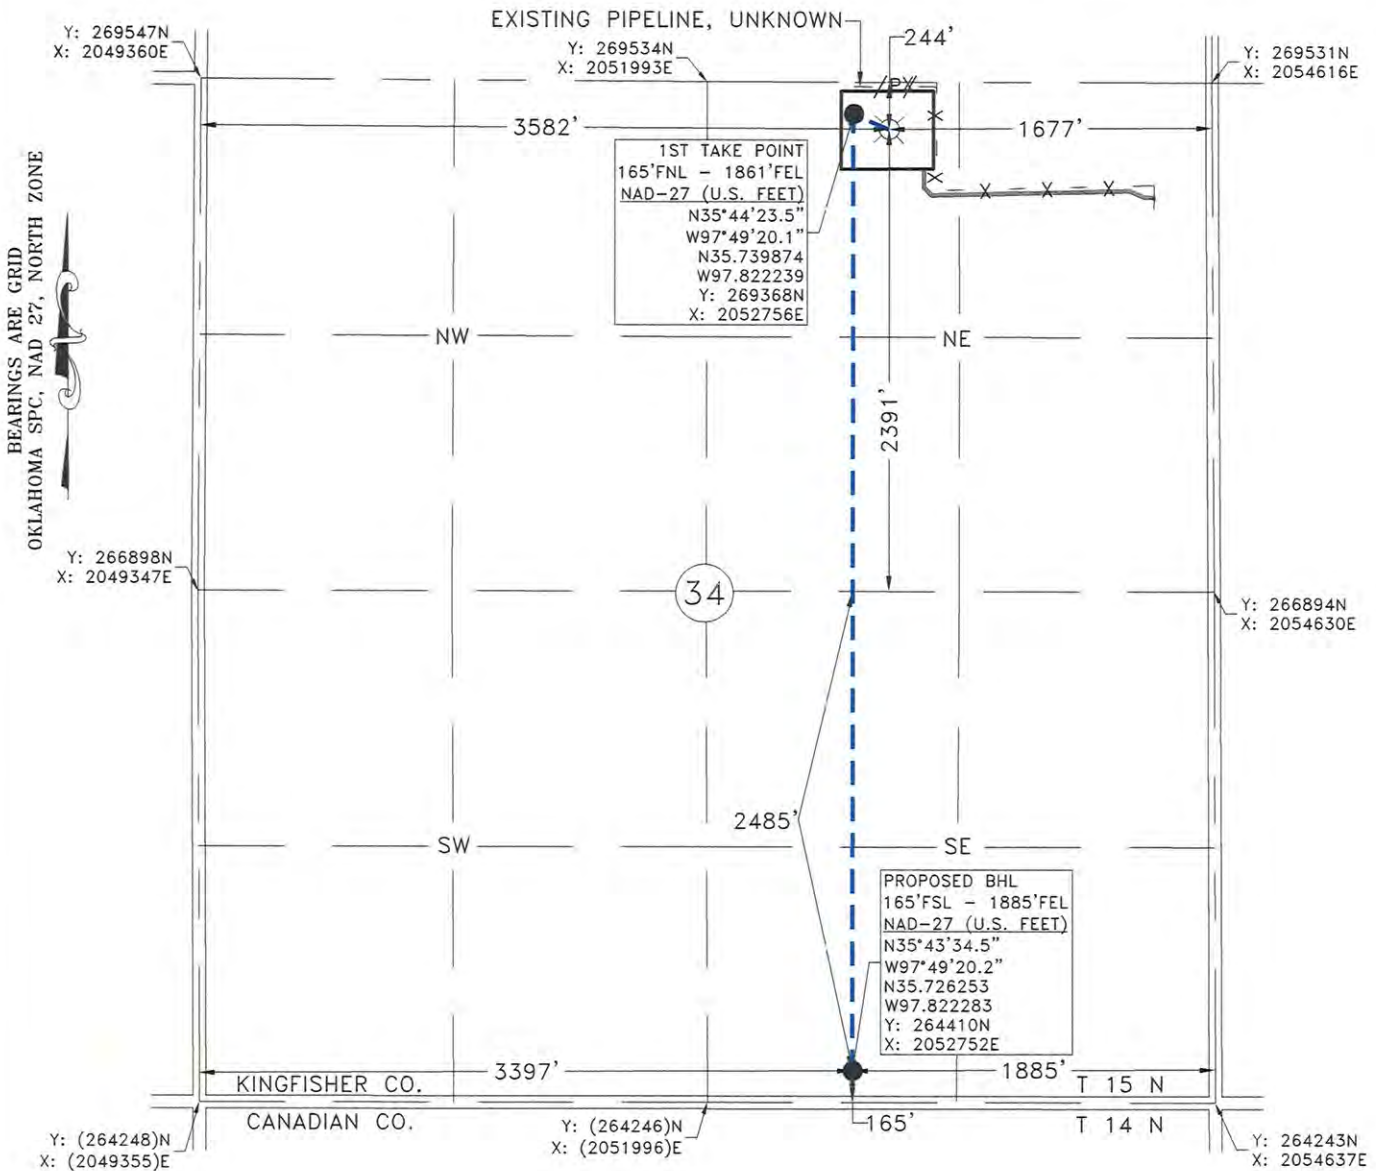 EXISTING PIPELINE, UNKNOWN
Y: 269547N
X: 2049360E
Y: 269534N
X: 2051993E
244'
Y: 269531N
X: 2054616E
P
3582'
1677'
1ST TAKE POINT
165'FNL - 1861'FEL
NAD-27 (U.S. FEET)
N35°44'23.5"
W97°49'20.1"
N35.739874
W97.822239
Y: 269368N
X: 2052756E
X
X
X
X
X
BEARINGS ARE GRID
OKLAHOMA SPC, NAD 27, NORTH ZONE
NW
NE
2391'
Y: 266898N
X: 2049347E
34
Y: 266894N
X: 2054630E
2485'
SW
SE
PROPOSED BHL
165'FSL - 1885'FEL
NAD-27 (U.S. FEET)
N35°43'34.5"
W97°49'20.2"
N35.726253
W97.822283
Y: 264410N
X: 2052752E
3397'
1885'
KINGFISHER CO.
T 15 N
CANADIAN CO.
165'
T 14 N
Y: (264248)N
X: (2049355)E
Y: (264246)N
X: (2051996)E
Y: 264243N
X: 2054637E